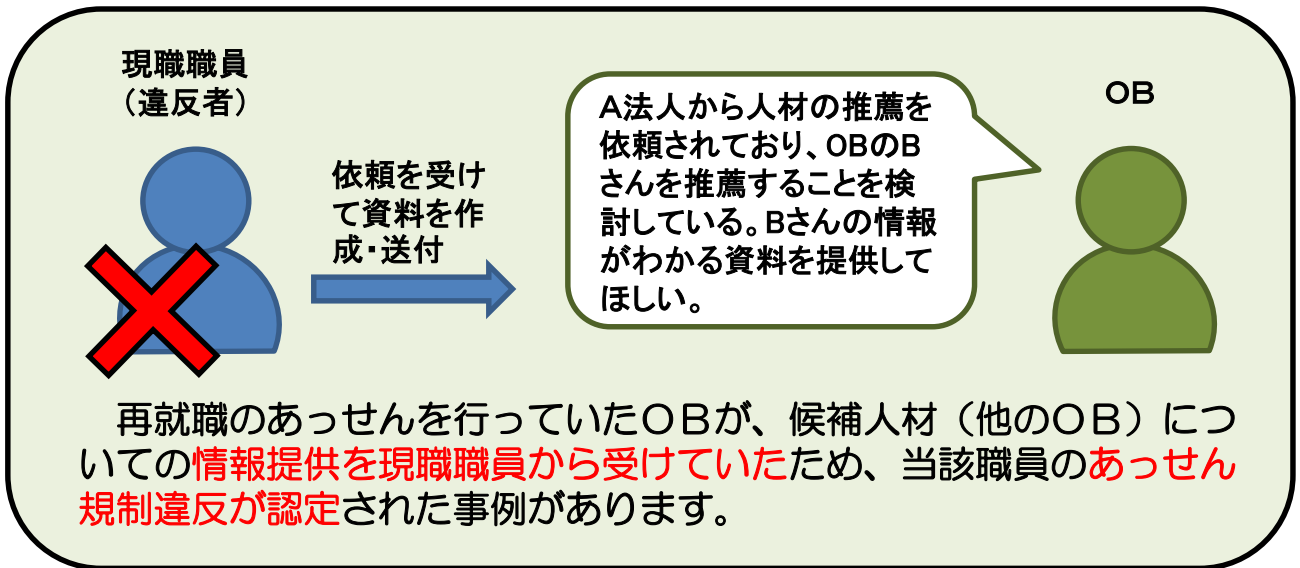 現職職員
（違反者）
依頼を受け
て資料を作
成・送付
A法人から人材の推薦を
依頼されており、OBのB
さんを推薦することを検
討している。Bさんの情報
がわかる資料を提供して
ほしい。
OB
　再就職のあっせんを行っていたＯＢが、候補人材（他のＯＢ）につ
いての情報提供を現職職員から受けていたため、当該職員のあっせん
規制違反が認定された事例があります。